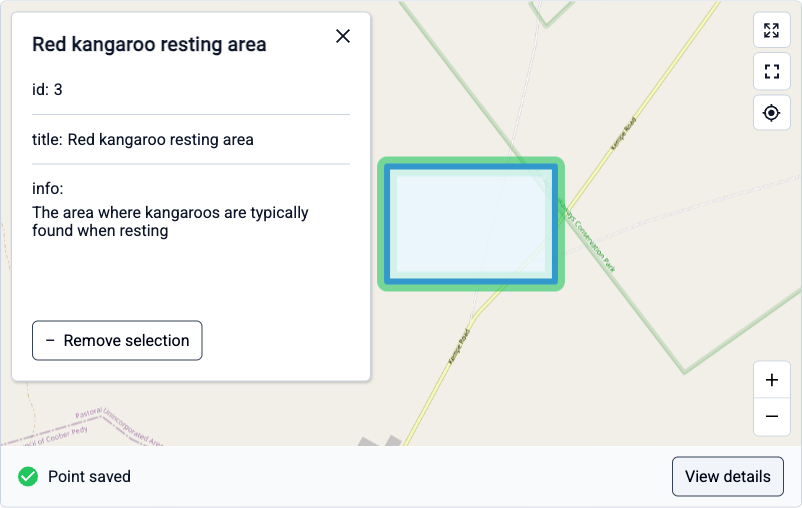 Red kangaroo resting area
id: 3
title: Red kangaroo resting area
info:
The area where kangaroos are typically
found when resting
− Remove selection
Kempe Road
Conservation Park
Kempe Road
Pastoral Unincorporated Area
cil of Coober Pedy
+
−
Point saved
View details